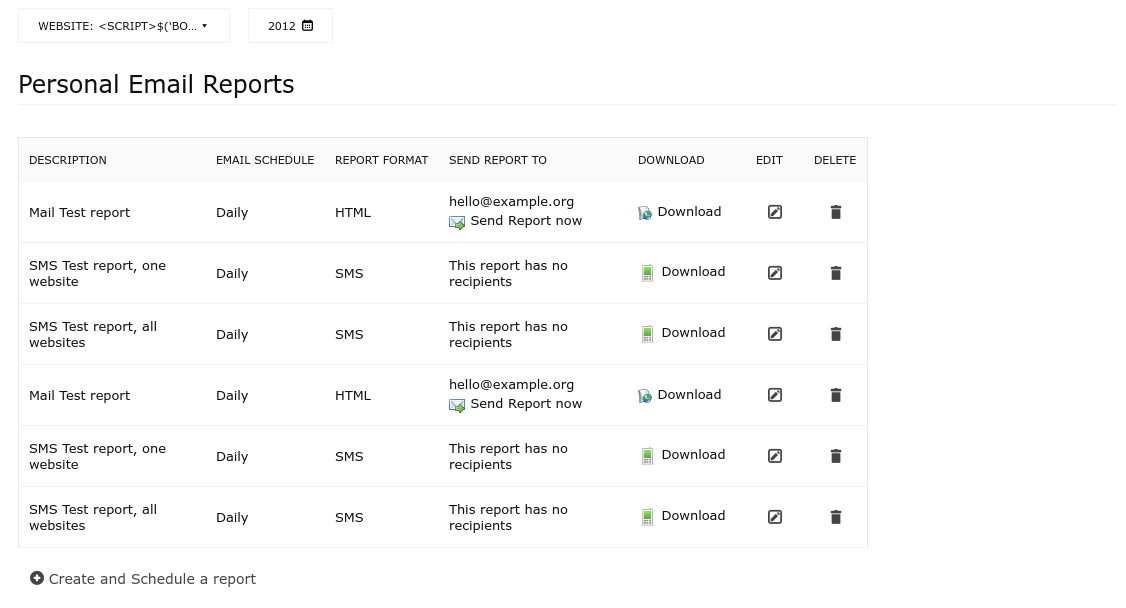 WEBSITE: <SCRIPT>$('BO...
2012
Personal Email Reports
DESCRIPTION EMAIL SCHEDULE REPORT FORMAT SEND REPORT TO DOWNLOAD EDIT DELETE
Mail Test report Daily HTML hello@example.org
Send Report now Download
SMS Test report, one
website Daily SMS This report has no
recipients Download
SMS Test report, all
websites Daily SMS This report has no
recipients Download
Mail Test report Daily HTML hello@example.org
Send Report now Download
SMS Test report, one
website Daily SMS This report has no
recipients Download
SMS Test report, all
websites Daily SMS This report has no
recipients Download
Create and Schedule a report